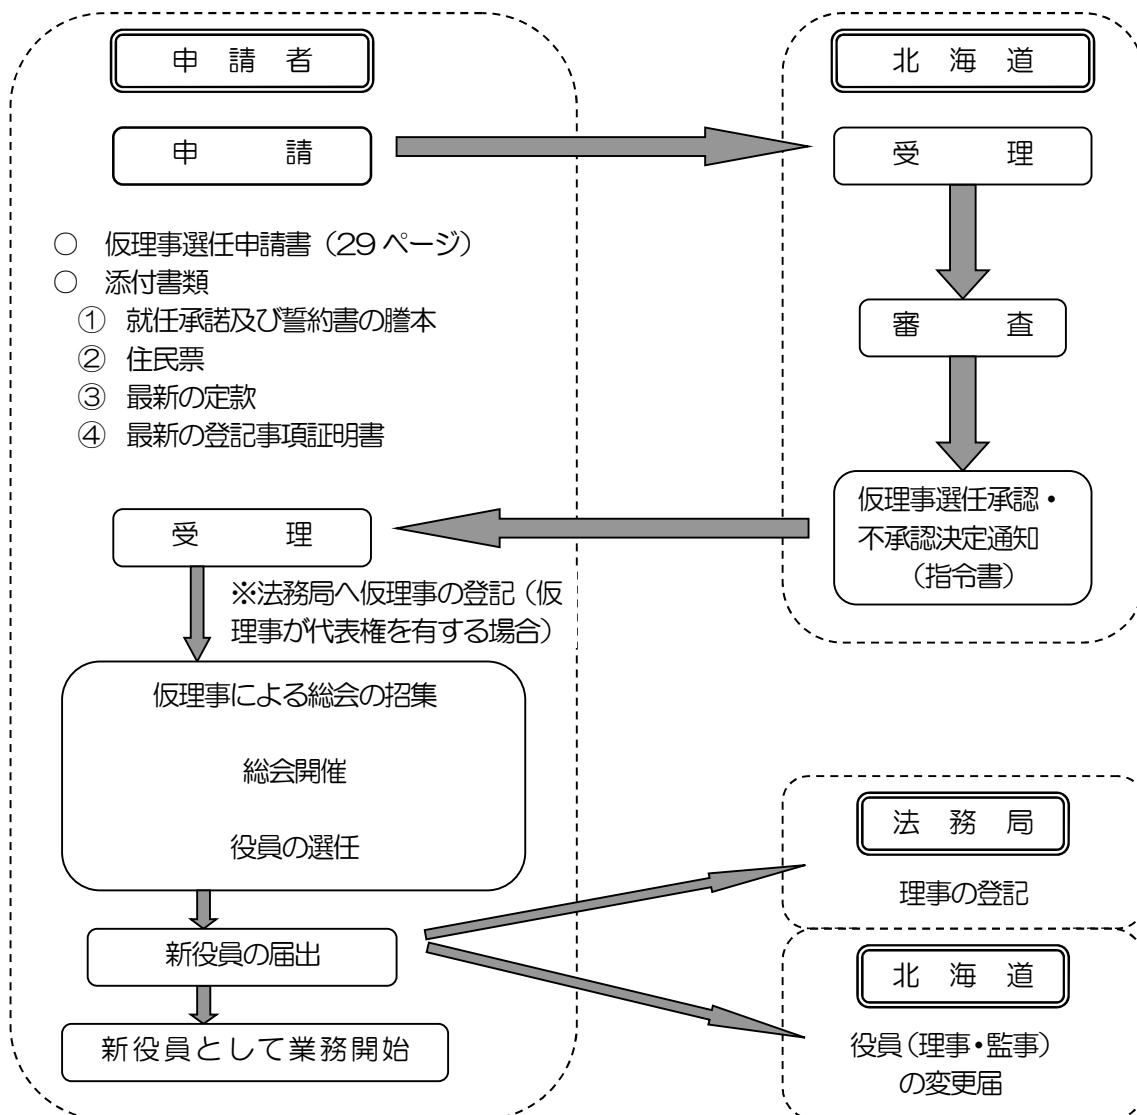 申 請 者
申 請
○ 仮理事選任申請書（29ページ）
○ 添付書類
① 就任承諾及び誓約書の謄本
② 住民票
③ 最新の定款
④ 最新の登記事項証明書
北 海 道
受 理
審 査
仮理事選任承認・
不承認決定通知
（指令書）
受 理
※法務局へ仮理事の登記（仮
理事が代表権を有する場合）
仮理事による総会の招集
総会開催
役員の選任
新役員の届出
新役員として業務開始
法 務 局
理事の登記
北 海 道
役員（理事・監事）
の変更届